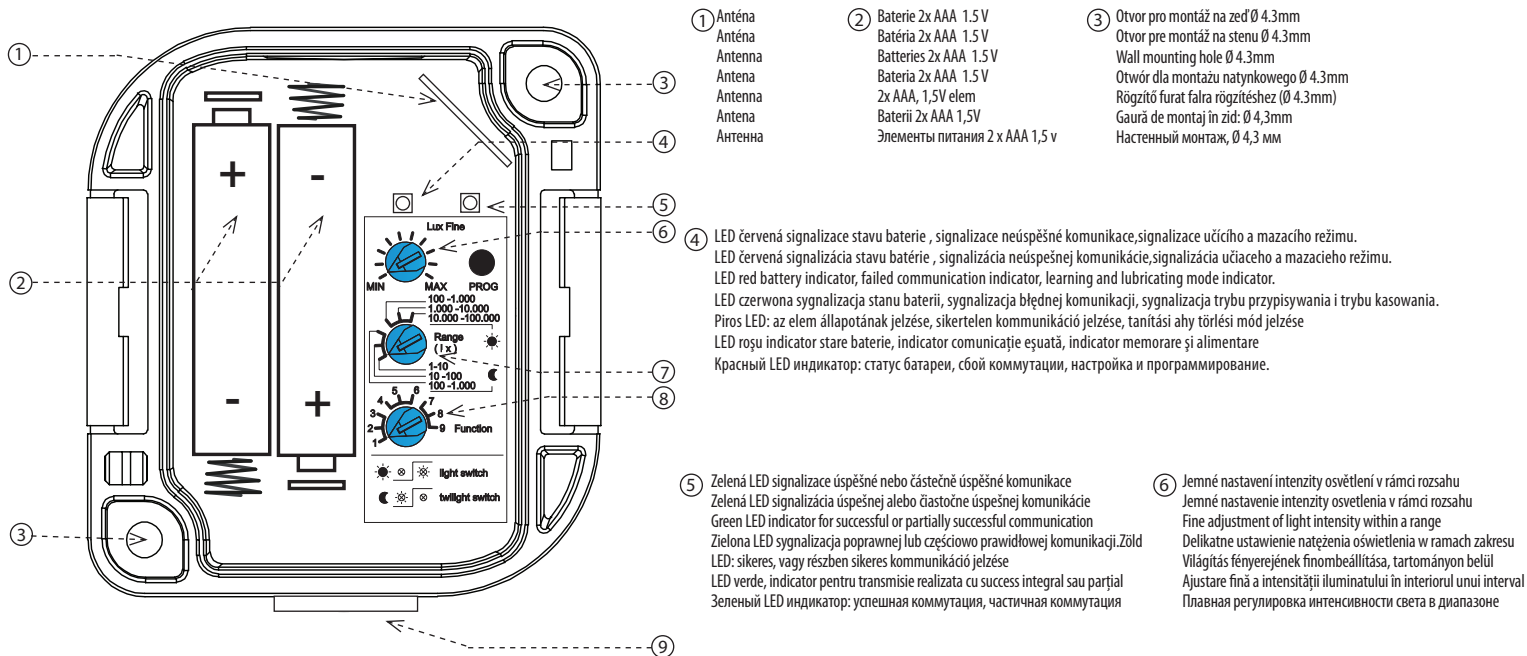 1
2
3
3
4
5
6
7
8
9
+
-
-
+
Lux Fine
MIN
MAX
PROG
100 -1.000
1.000 -10.000
10.000 -100.000
Range
( l x )
1-10
10 -100
100 -1.000
1
2
3
4
5
6
7
8
9
Function
light switch
twilight switch
1 Anténa
Anténa
Antenna
Antena
Antenna
Antena
Антенна
2 Baterie 2x AAA 1.5 V
Batéria 2x AAA 1.5 V
Batteries 2x AAA 1.5 V
Bateria 2x AAA 1.5 V
2x AAA, 1,5V elem
Baterii 2x AAA 1,5V
Элементы питания 2 x AAA 1,5 v
3 Otvor pro montáž na zeď Ø 4.3mm
Otvor pre montáž na stenu Ø 4.3mm
Wall mounting hole Ø 4.3mm
Otwór dla montażu natynkowego Ø 4.3mm
Rögzítő furat falra rögzítéshez (Ø 4.3mm)
Gaură de montaj în zid: Ø 4,3mm
Настенный монтаж, Ø 4,3 мм
4 LED červená signalizace stavu baterie , signalizace neúspěšné komunikace,signalizace učícího a mazacího režimu.
LED červená signalizácia stavu batérie , signalizácia neúspešnej komunikácie,signalizácia učiaceho a mazacieho režimu.
LED red battery indicator, failed communication indicator, learning and lubricating mode indicator.
LED czerwona sygnalizacja stanu baterii, sygnalizacja błędnej komunikacji, sygnalizacja trybu przypisywania i trybu kasowania.
Piros LED: az elem állapotának jelzése, sikertelen kommunikáció jelzése, tanítási ahy törlési mód jelzése
LED roşu indicator stare baterie, indicator comunicaţie eşuată, indicator memorare şi alimentare
Красный LED индикатор: статус батареи, сбой коммутации, настройка и программирование.
5 Zelená LED signalizace úspěšné nebo částečně úspěšné komunikace
Zelená LED signalizácia úspešnej alebo čiastočne úspešnej komunikácie
Green LED indicator for successful or partially successful communication
Zielona LED sygnalizacja poprawnej lub częściowo prawidłowej komunikacji.Zöld
LED: sikeres, vagy részben sikeres kommunikáció jelzése
LED verde, indicator pentru transmisie realizata cu success integral sau parţial
Зеленый LED индикатор: успешная коммутация, частичная коммутация
6 Jemné nastavení intenzity osvětlení v rámci rozsahu
Jemné nastavenie intenzity osvetlenia v rámci rozsahu
Fine adjustment of light intensity within a range
Delikatne ustawienie natężenia oświetlenia w ramach zakresu
Világítás fényerejének finombeállítása, tartományon belül
Ajustare fină a intensităţii iluminatului în interiorul unui interval
Плавная регулировка интенсивности света в диапазоне